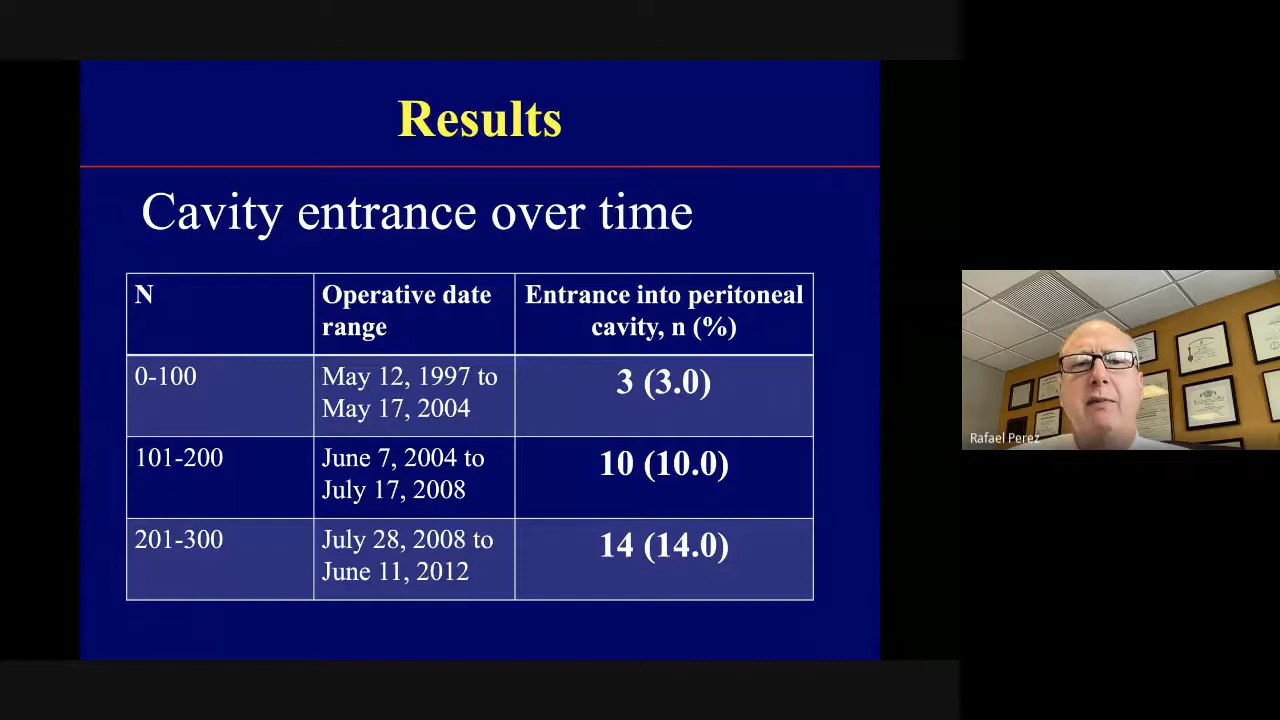 Results
Cavity entrance over time
N
Operative date
range
Entrance into peritoneal
cavity, n (%)
0-100
May 12, 1997 to
May 17, 2004
3 (3.0)
101-200
June 7, 2004 to
July 17, 2008
10 (10.0)
201-300
July 28, 2008 to
June 11, 2012
14 (14.0)
Rafael Perez